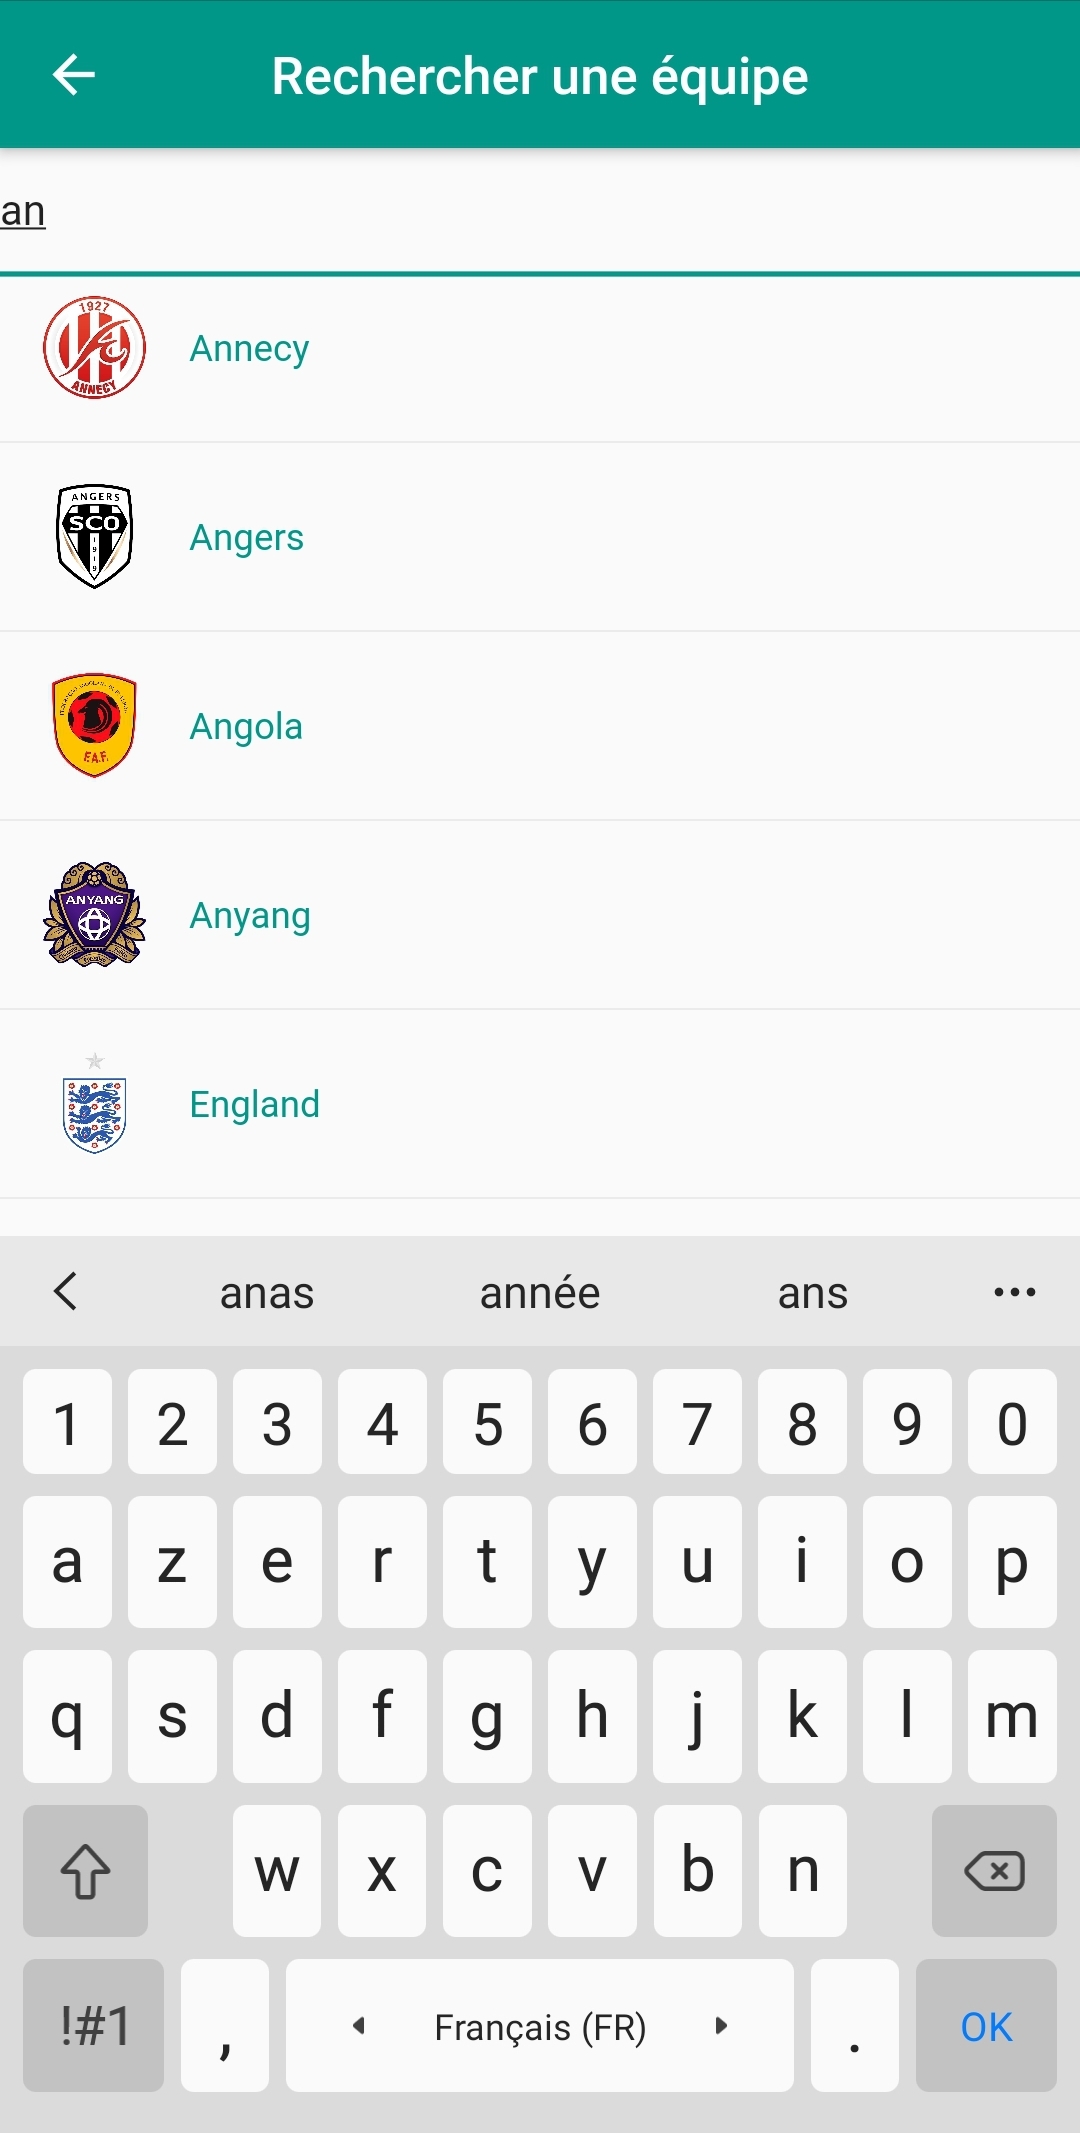 Rechercher une équipe
an
1927
ANNECY
Annecy
ANGERS
SCO
1919
Angers
F.A.F.
Angola
ANYANG
Anyang
England
anas année ans
1 2 3 4 5 6 7 8 9 0
a z e r t y u i o p
q s d f g h j k l m
w x c v b n
!#1 , Français (FR) . OK